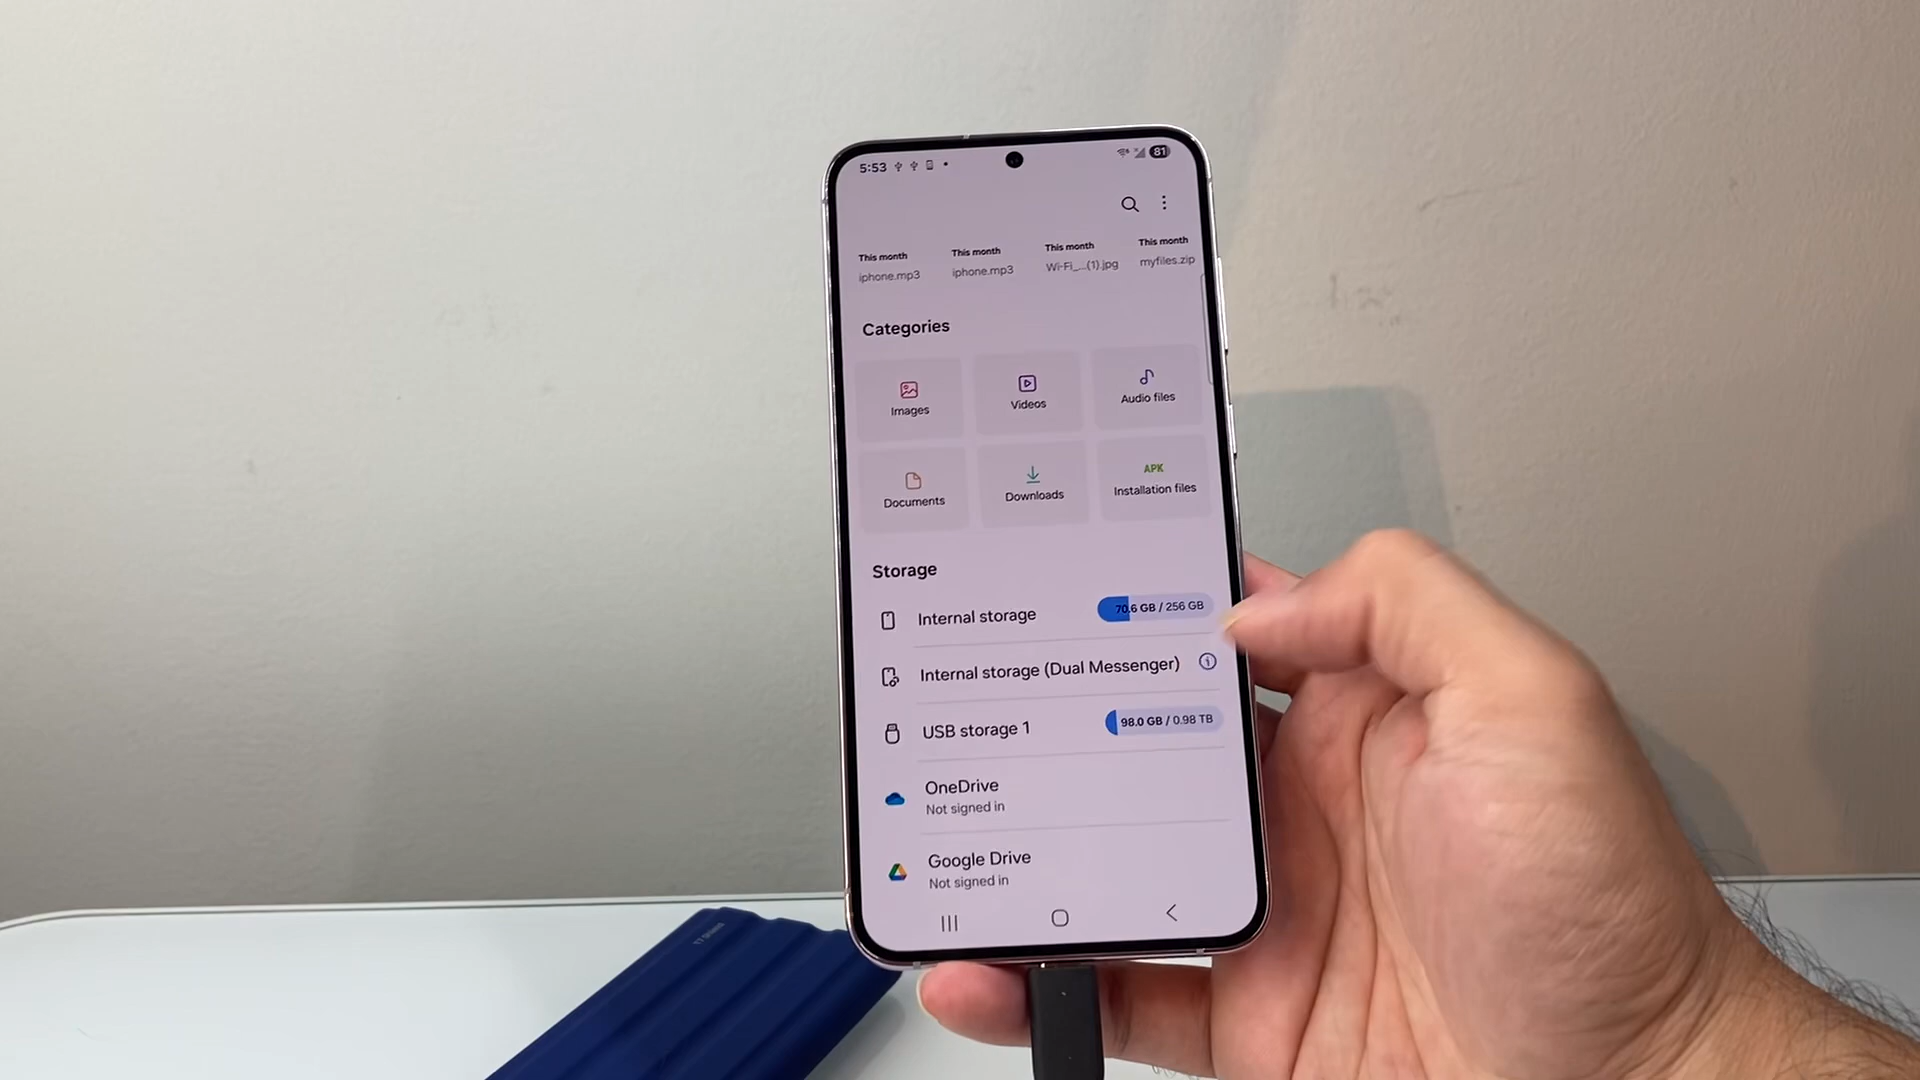 5:53
81
This month
This month
This month
This month
iphone.mp3
iphone.mp3
Wi-Fi_...(1).jpg
myfiles.zip
Categories
Images
Videos
Audio files
Documents
Downloads
APK
Installation files
Storage
Internal storage
70.6 GB / 256 GB
Internal storage (Dual Messenger)
USB storage 1
98.0 GB / 0.98 TB
OneDrive
Not signed in
Google Drive
Not signed in
T7 Shield